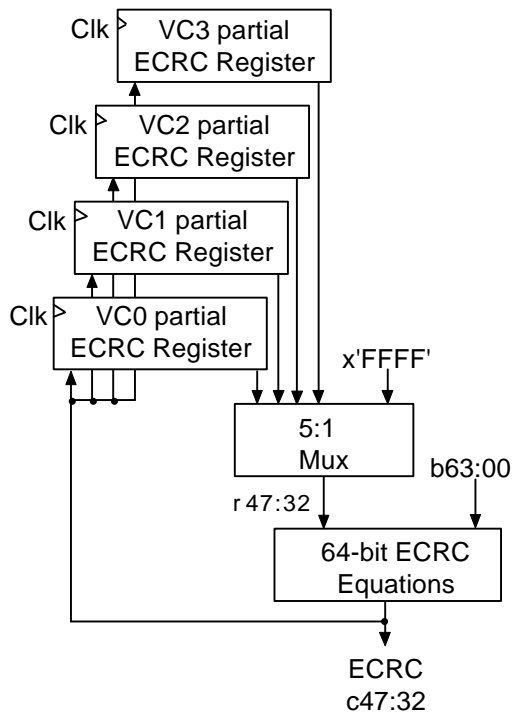 Clk
VC3 partial
ECRC Register
Clk
VC2 partial
ECRC Register
Clk
VC1 partial
ECRC Register
Clk
VC0 partial
ECRC Register
x'FFFF'
5:1
Mux
b63:00
r 47:32
64-bit ECRC
Equations
ECRC
c47:32